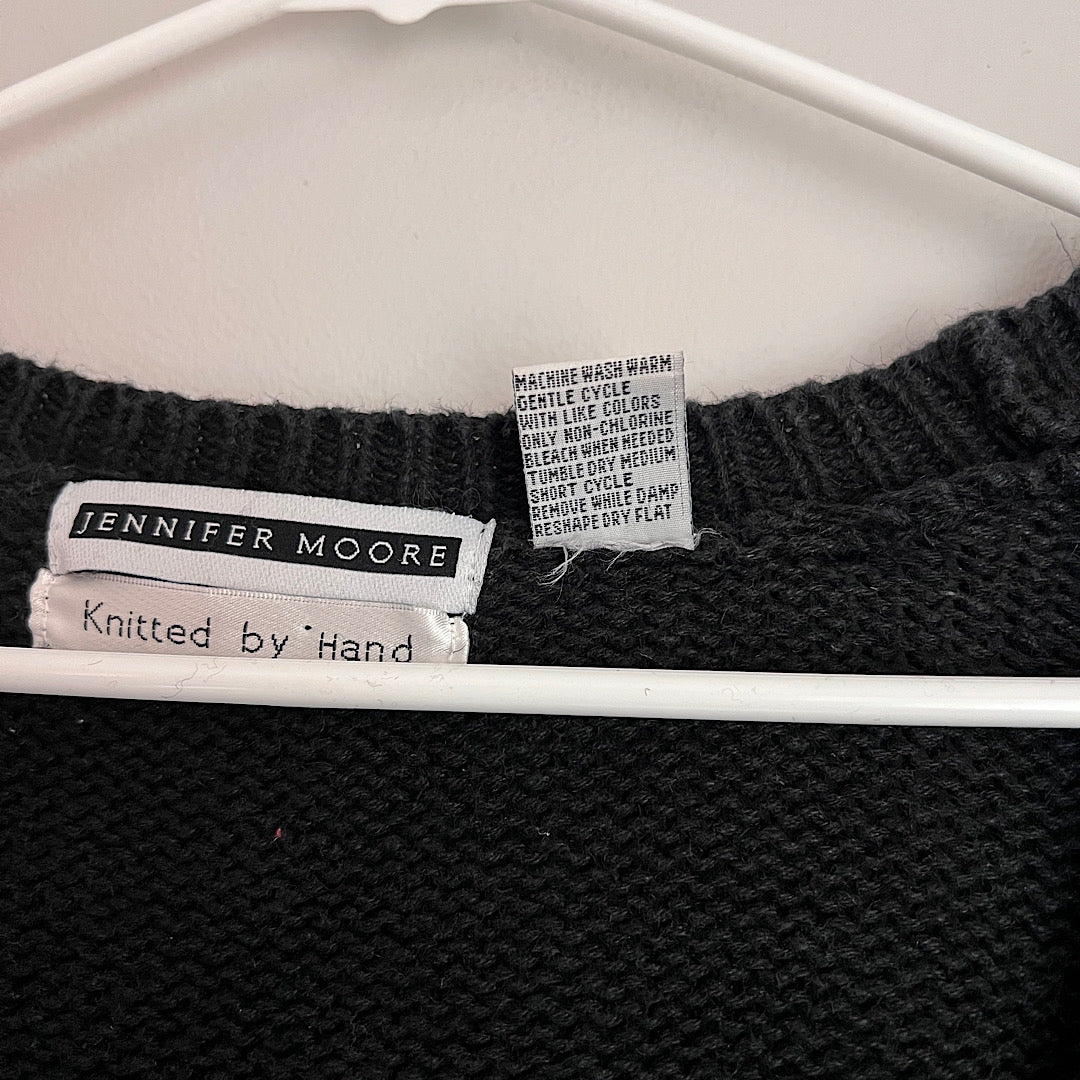 JENNIFER MOORE
Knitted by Hand
MACHINE WASH WARM
GENTLE CYCLE
WITH LIKE COLORS
ONLY NON-CHLORINE
BLEACH WHEN NEEDED
TUMBLE DRY MEDIUM
SHORT CYCLE
REMOVE WHILE DAMP
RESHAPE DRY FLAT